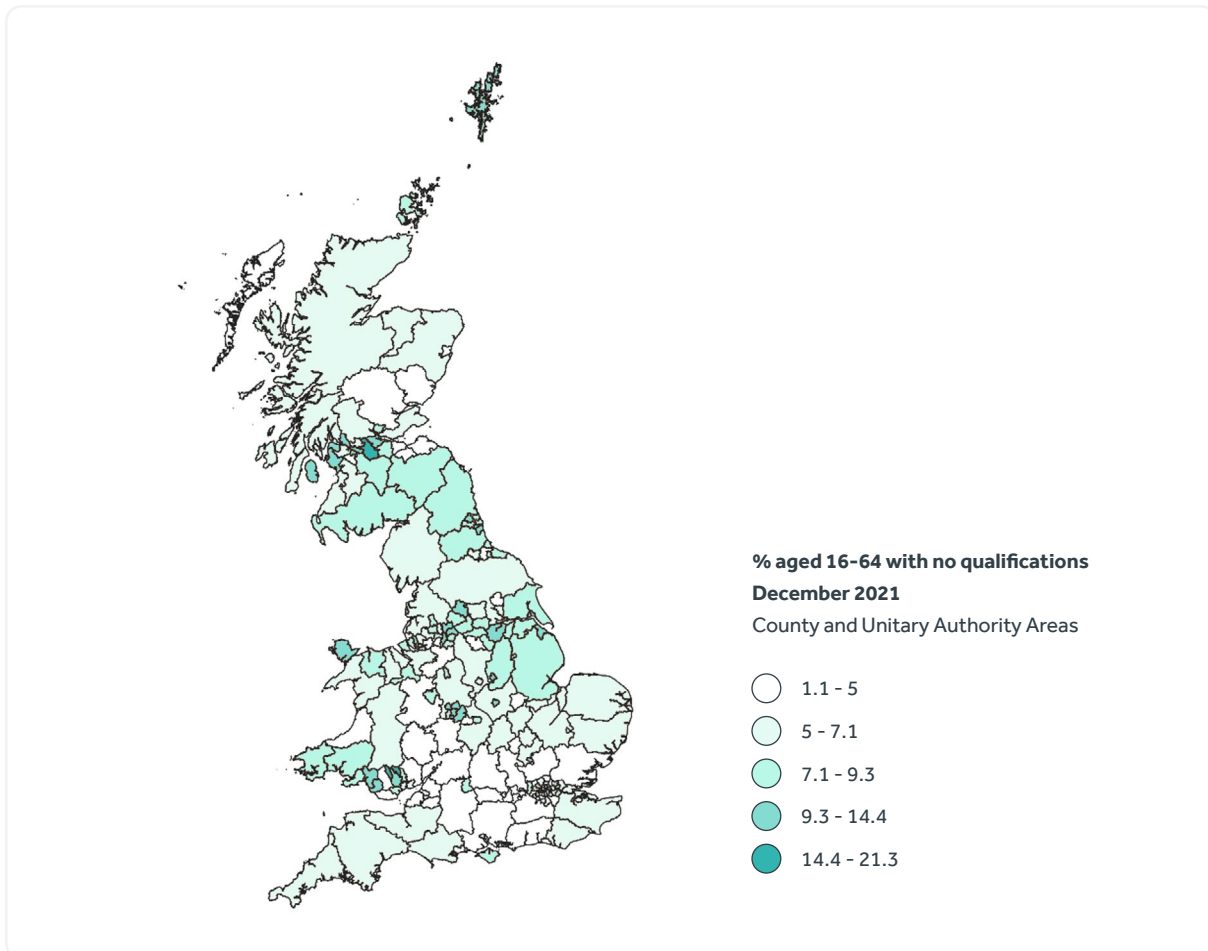 % aged 16-64 with no qualifications
December 2021
County and Unitary Authority Areas
1.1 - 5
5 - 7.1
7.1 - 9.3
9.3 - 14.4
14.4 - 21.3